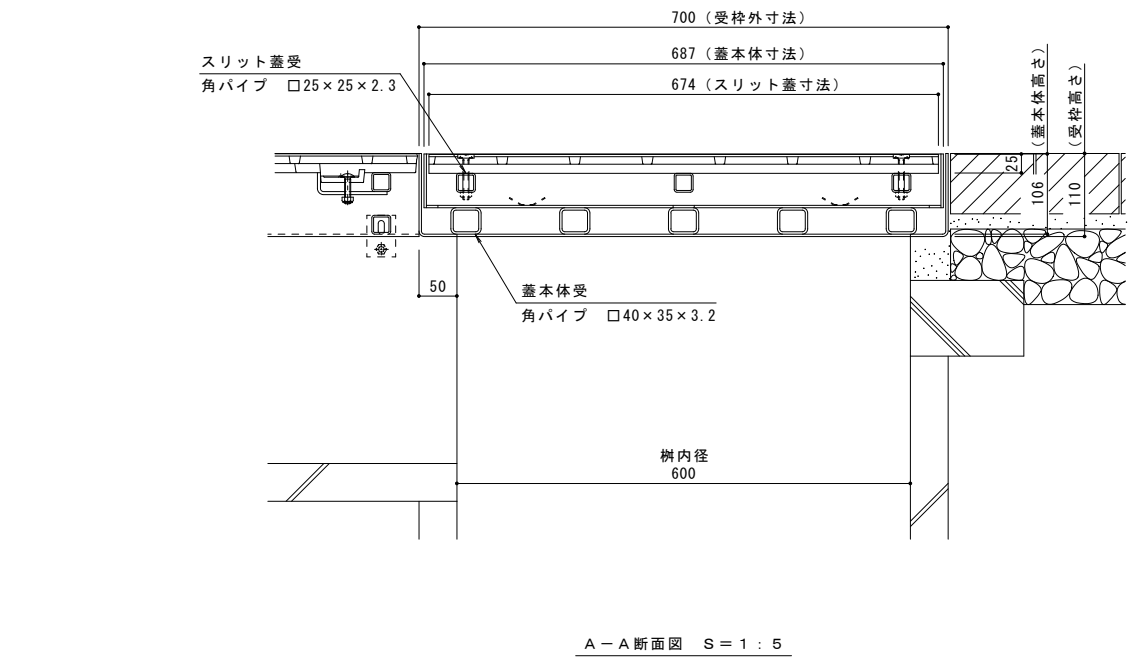 700（受枠外寸法）
687（蓋本体寸法）
674（スリット蓋寸法）
スリット蓋受
角パイプ　□25×25×2.3
25
106
（蓋本体高さ）
110
（受枠高さ）
50
蓋本体受
角パイプ　□40×35×3.2
桝内径
600
Ａ－Ａ断面図　Ｓ＝１：５